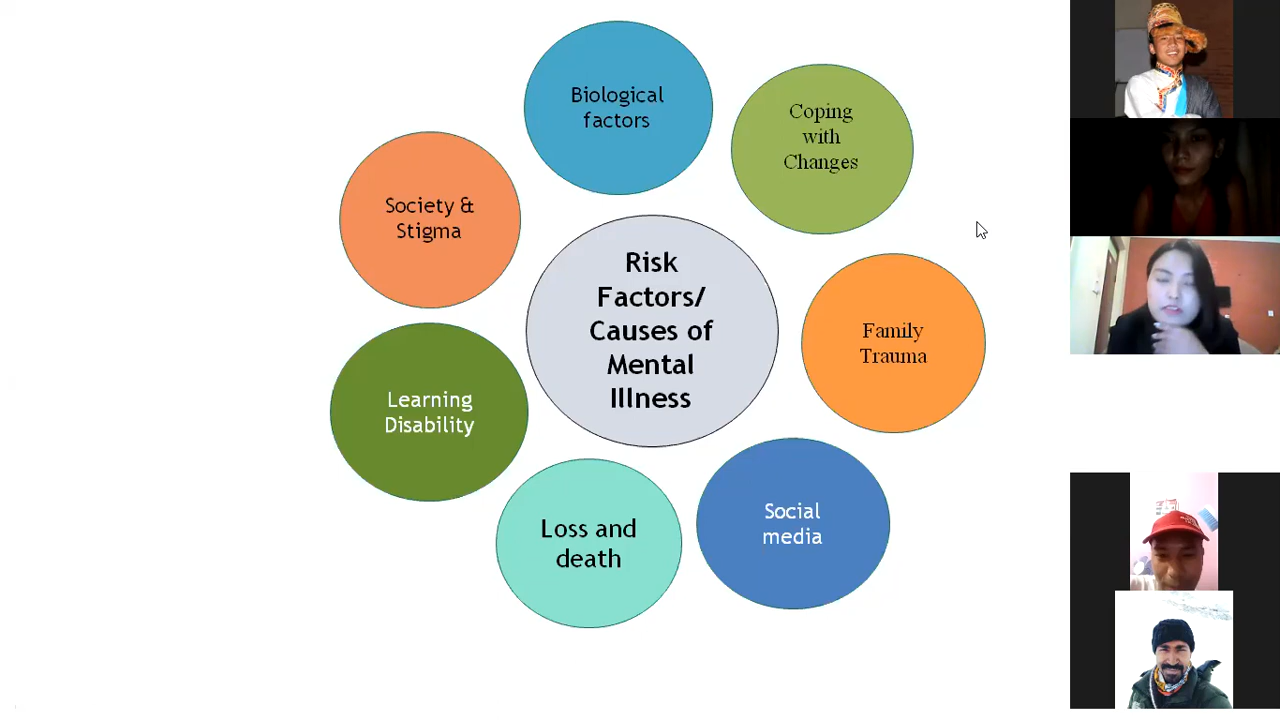 Biological
factors
Coping
with
Changes
Society &
Stigma
Risk
Factors/
Causes of
Mental
Illness
Family
Trauma
Learning
Disability
Loss and
death
Social
media